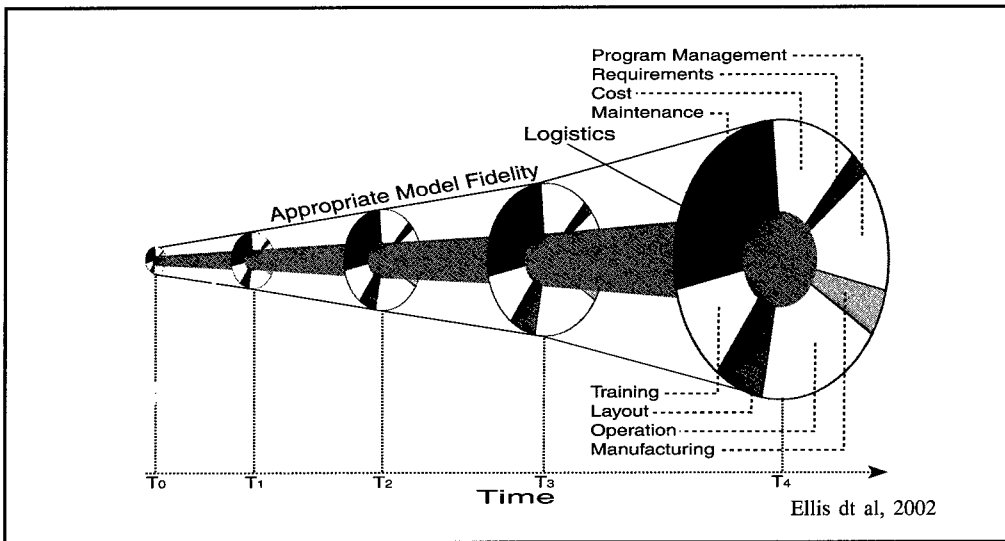 Program Management
Requirements
Cost
Maintenance
Logistics
Appropriate Model Fidelity
Training
Layout
Operation
Manufacturing
T0 T1 T2 T3 T4
Time
Ellis dt al, 2002